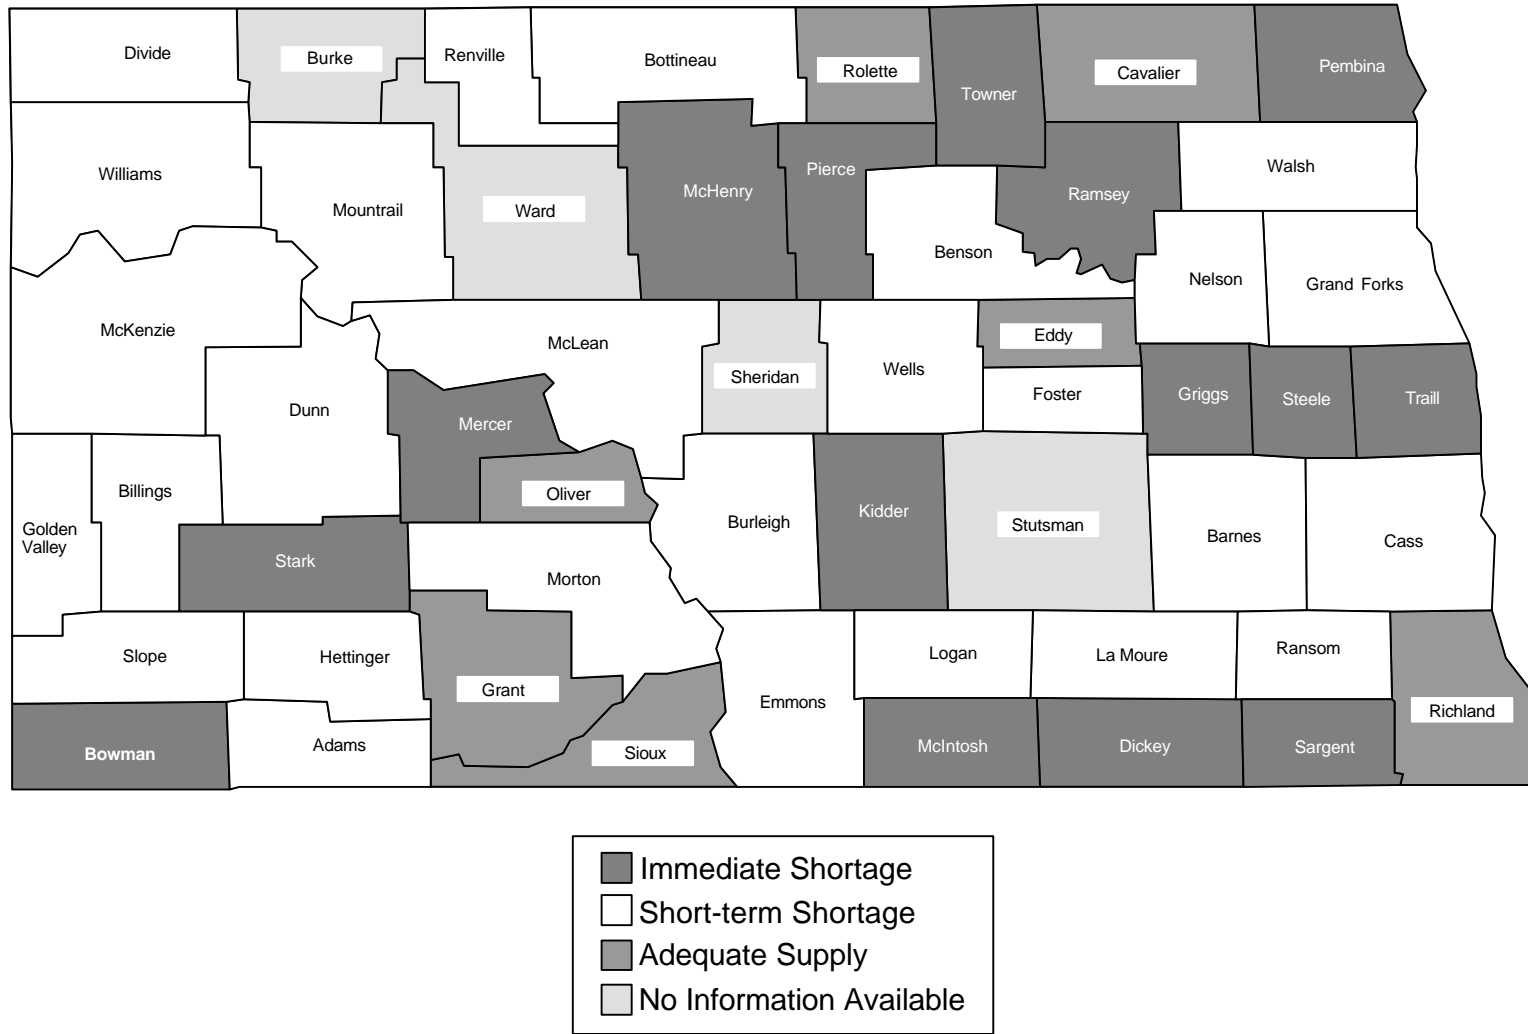 Divide
Burke
Renville
Bottineau
Rolette
Towner
Cavalier
Pembina
Williams
Mountrail
Ward
McHenry
Pierce
Benson
Ramsey
Walsh
Nelson
Grand Forks
McKenzie
Dunn
McLean
Sheridan
Wells
Eddy
Foster
Griggs
Steele
Traill
Mercer
Oliver
Golden
Valley
Billings
Stark
Morton
Burleigh
Kidder
Stutsman
Barnes
Cass
Slope
Hettinger
Grant
Sioux
Emmons
Logan
La Moure
Ransom
Richland
Bowman
Adams
McIntosh
Dickey
Sargent
Immediate Shortage
Short-term Shortage
Adequate Supply
No Information Available